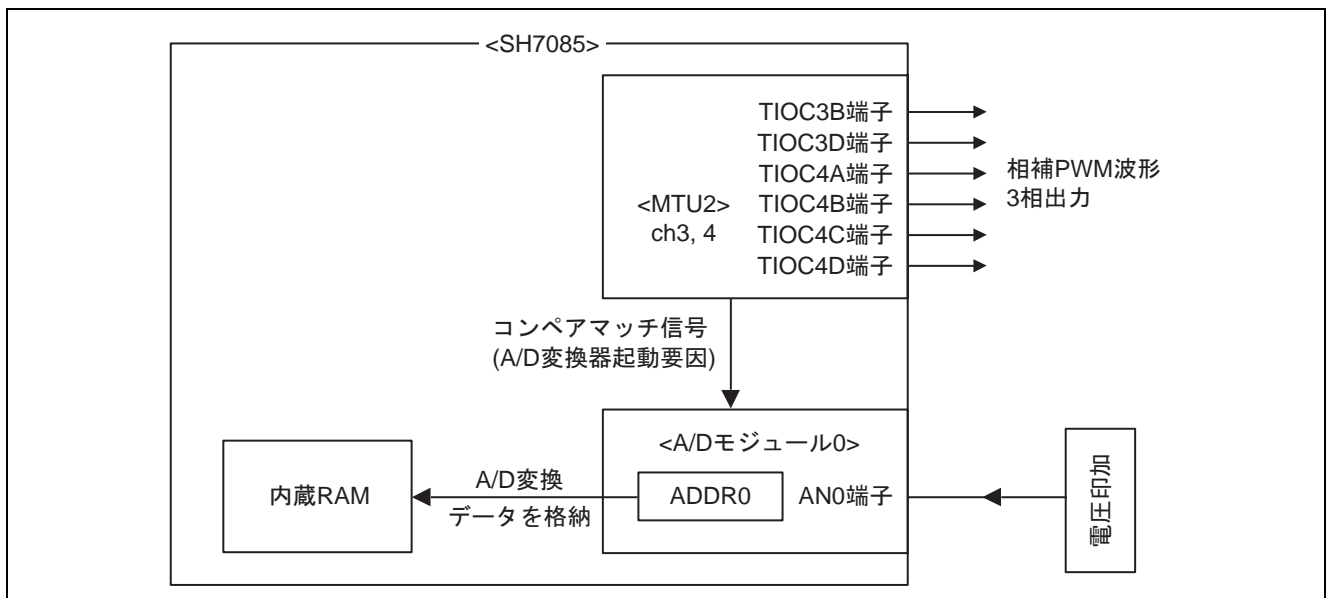 <SH7085>
TIOC3B端子
TIOC3D端子
TIOC4A端子
TIOC4B端子
TIOC4C端子
TIOC4D端子
<MTU2>
ch3, 4
相補PWM波形
3相出力
コンペアマッチ信号
(A/D変換器起動要因)
<A/Dモジュール0>
内蔵RAM
A/D変換
データを格納
ADDR0
AN0端子
電圧印加